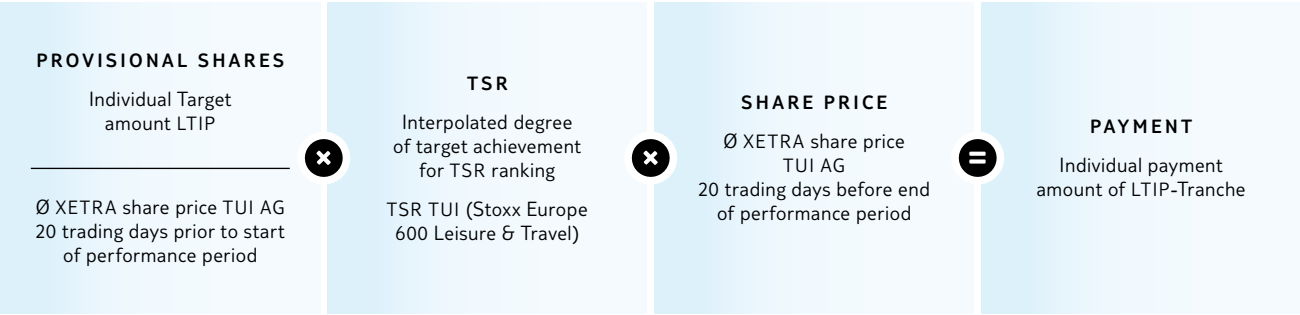 PROVISIONAL SHARES
Individual Target
amount LTIP
Ø XETRA share price TUI AG
20 trading days prior to start
of performance period
×
TSR
Interpolated degree
of target achievement
for TSR ranking
TSR TUI (Stoxx Europe
600 Leisure & Travel)
×
SHARE PRICE
Ø XETRA share price
TUI AG
20 trading days before end
of performance period
=
PAYMENT
Individual payment
amount of LTIP-Tranche